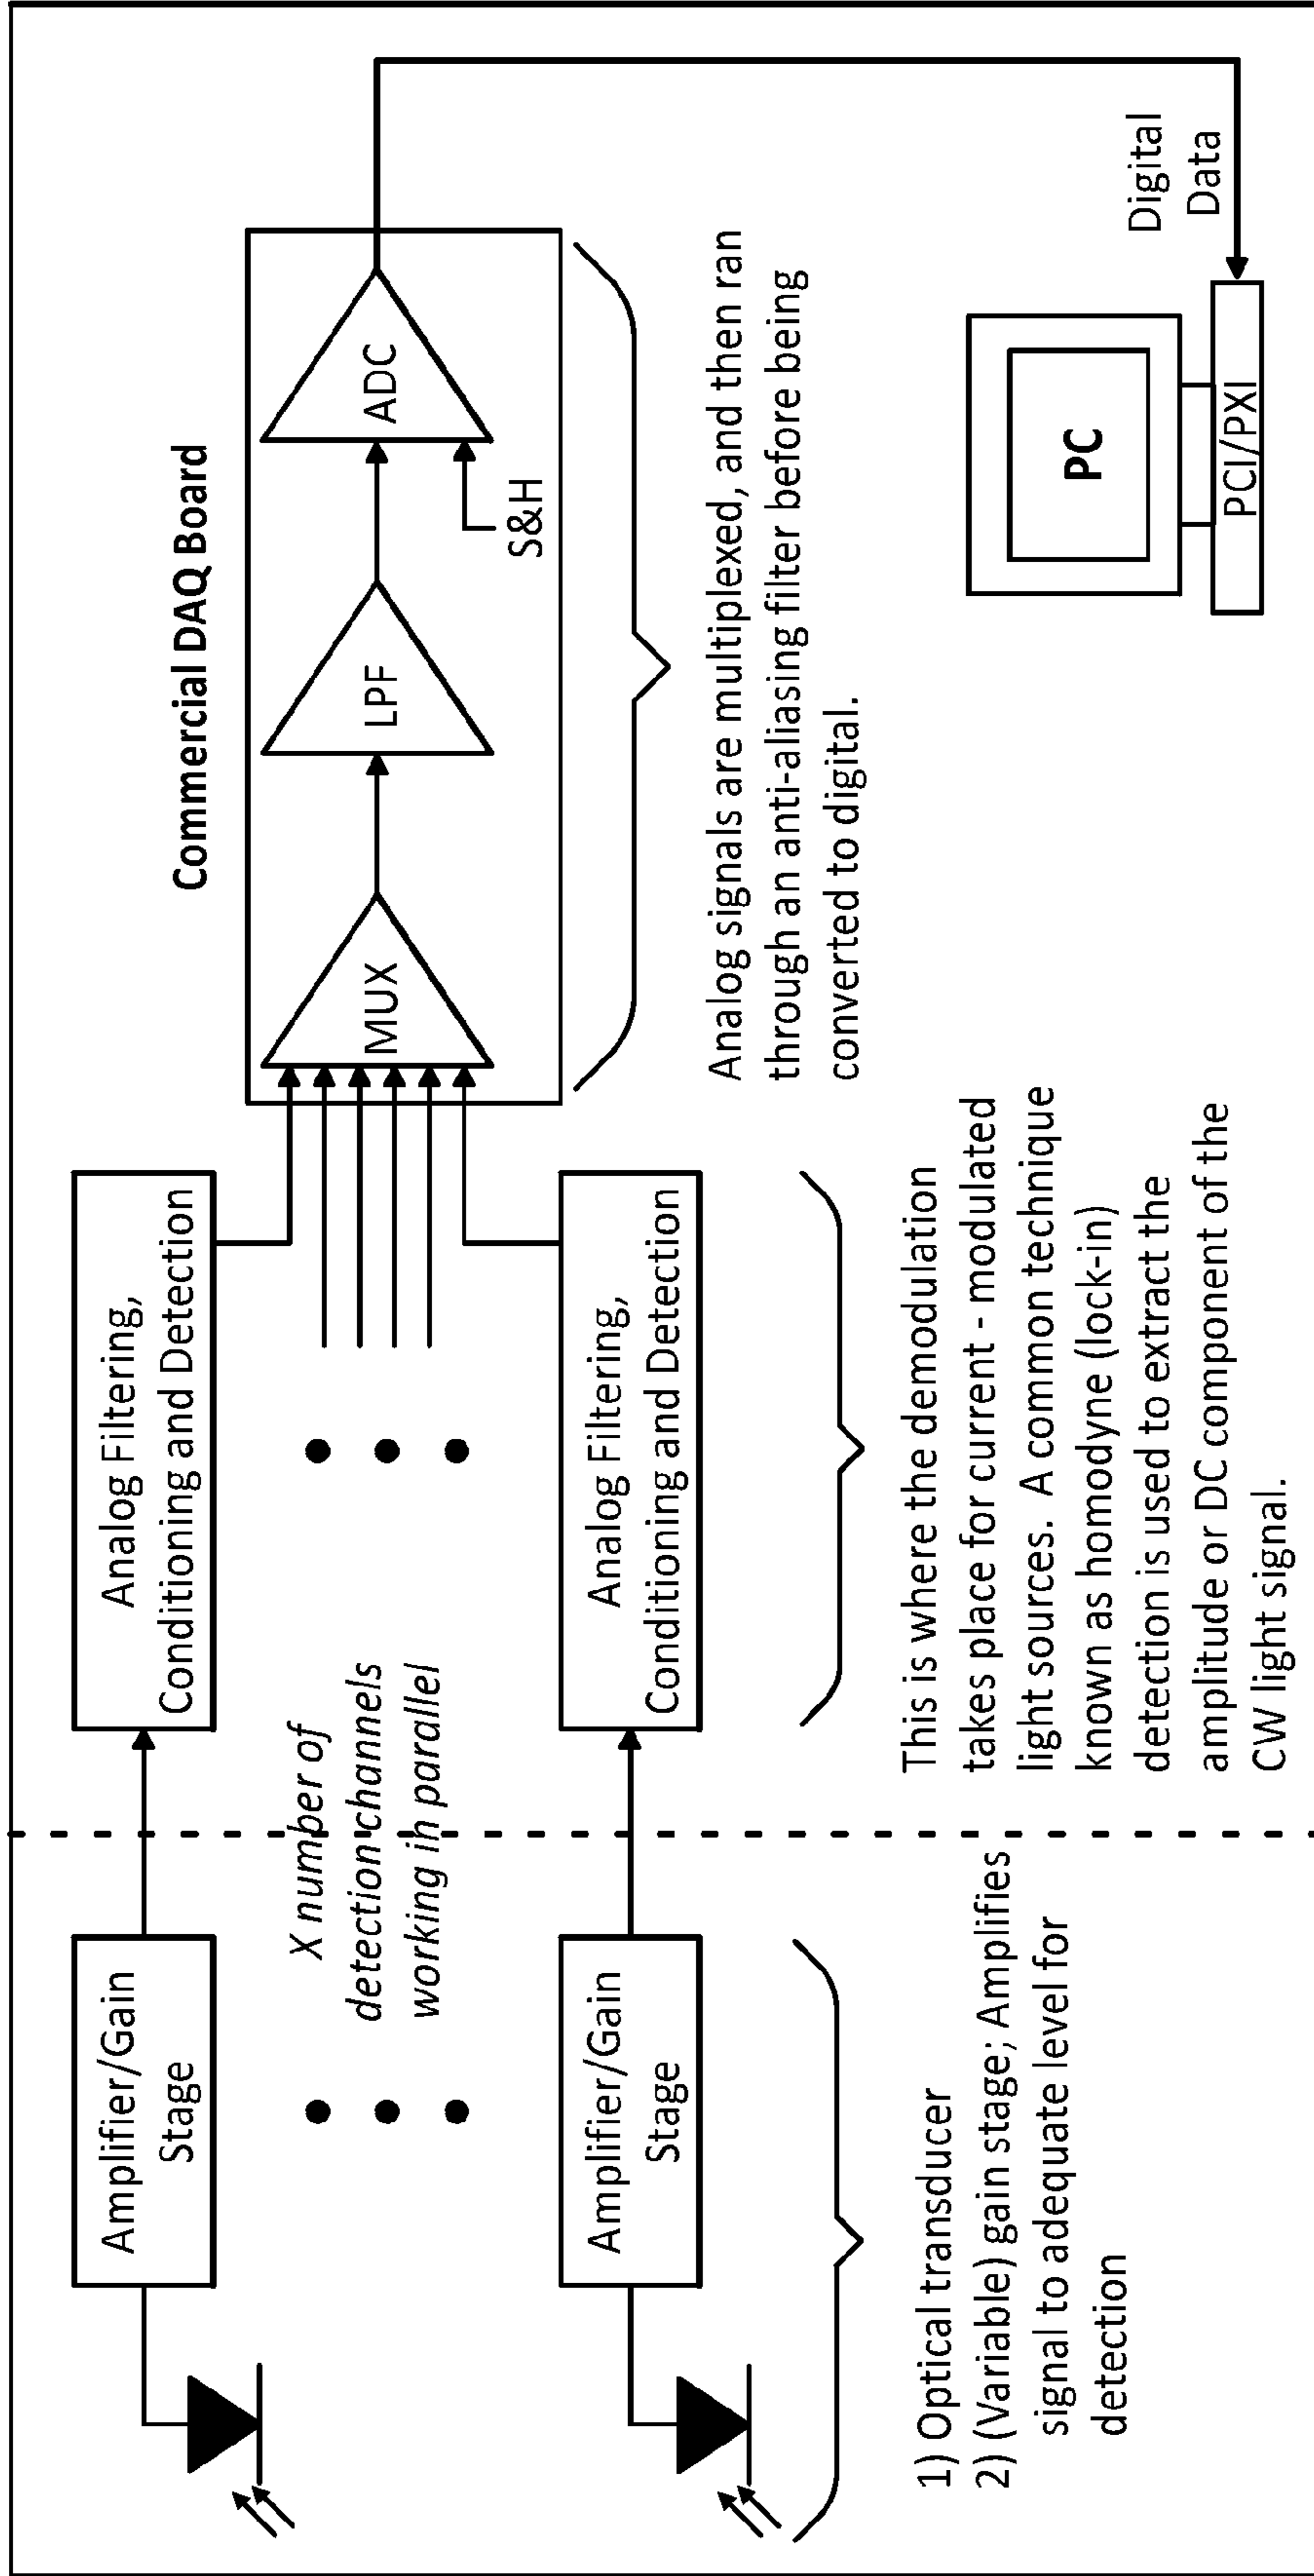 Commercial DAQ Board
Amplifier/Gain
Stage
Analog Filtering,
Conditioning and Detection
X number of
detection channels
working in parallel
MUX
LPF
ADC
S&H
Amplifier/Gain
Stage
Analog Filtering,
Conditioning and Detection
1) Optical transducer
2) (Variable) gain stage; Amplifies
signal to adequate level for
detection
This is where the demodulation
takes place for current - modulated
light sources. A common technique
known as homodyne (lock-in)
detection is used to extract the
amplitude or DC component of the
CW light signal.
Analog signals are multiplexed, and then ran
through an anti-aliasing filter before being
converted to digital.
PC
PCI/PXI
Digital
Data